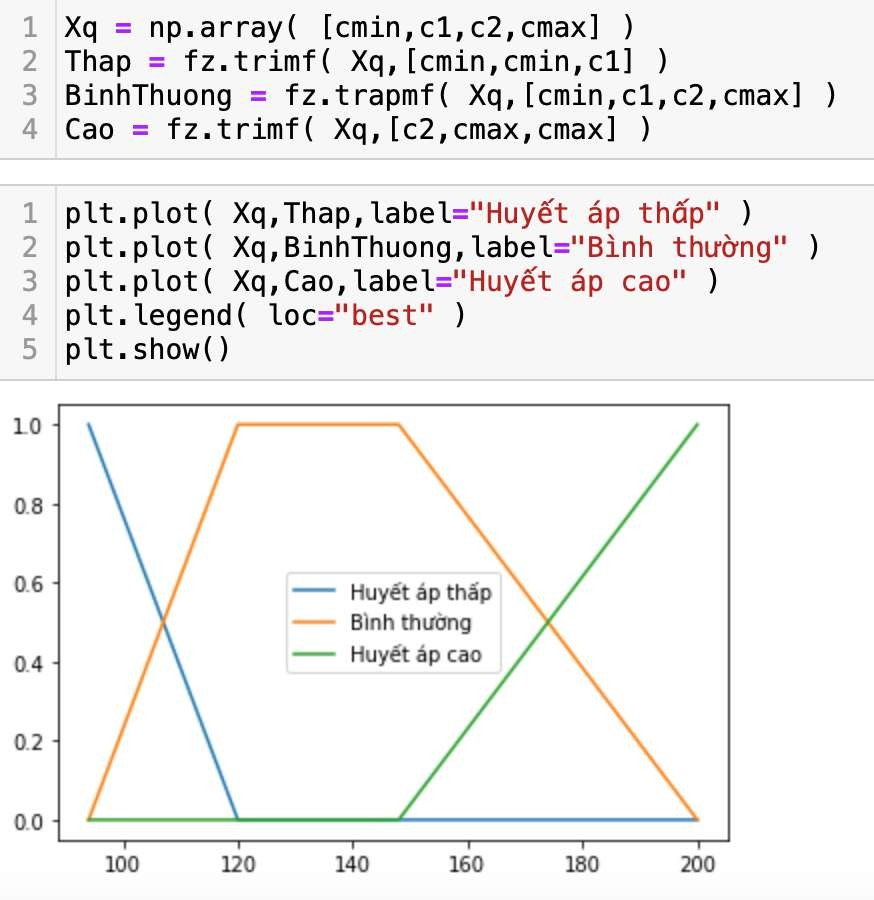 1 Xq = np.array( [cmin,c1,c2,cmax] )
2 Thap = fz.trimf( Xq,[cmin,cmin,c1] )
3 BinhThuong = fz.trapmf( Xq,[cmin,c1,c2,cmax] )
4 Cao = fz.trimf( Xq,[c2,cmax,cmax] )
1 plt.plot( Xq,Thap,label="Huyết áp thấp" )
2 plt.plot( Xq,BinhThuong,label="Bình thường" )
3 plt.plot( Xq,Cao,label="Huyết áp cao" )
4 plt.legend( loc="best" )
5 plt.show()
1.0
0.8
0.6
0.4
0.2
0.0
Huyết áp thấp
Bình thường
Huyết áp cao
100 120 140 160 180 200